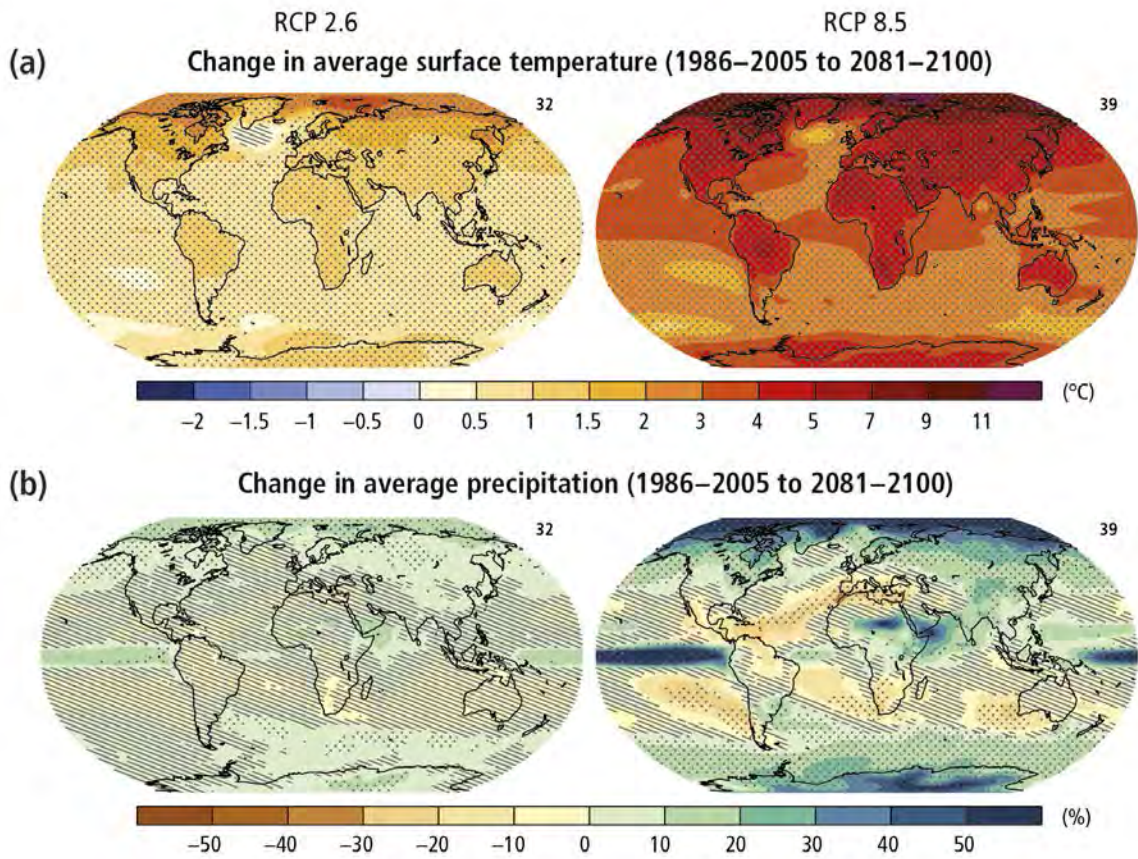 RCP 2.6 RCP 8.5
(a) Change in average surface temperature (1986–2005 to 2081–2100)
32 39
(°C)
−2 −1.5 −1 −0.5 0 0.5 1 1.5 2 3 4 5 7 9 11
(b) Change in average precipitation (1986–2005 to 2081–2100)
32 39
(%)
−50 −40 −30 −20 −10 0 10 20 30 40 50